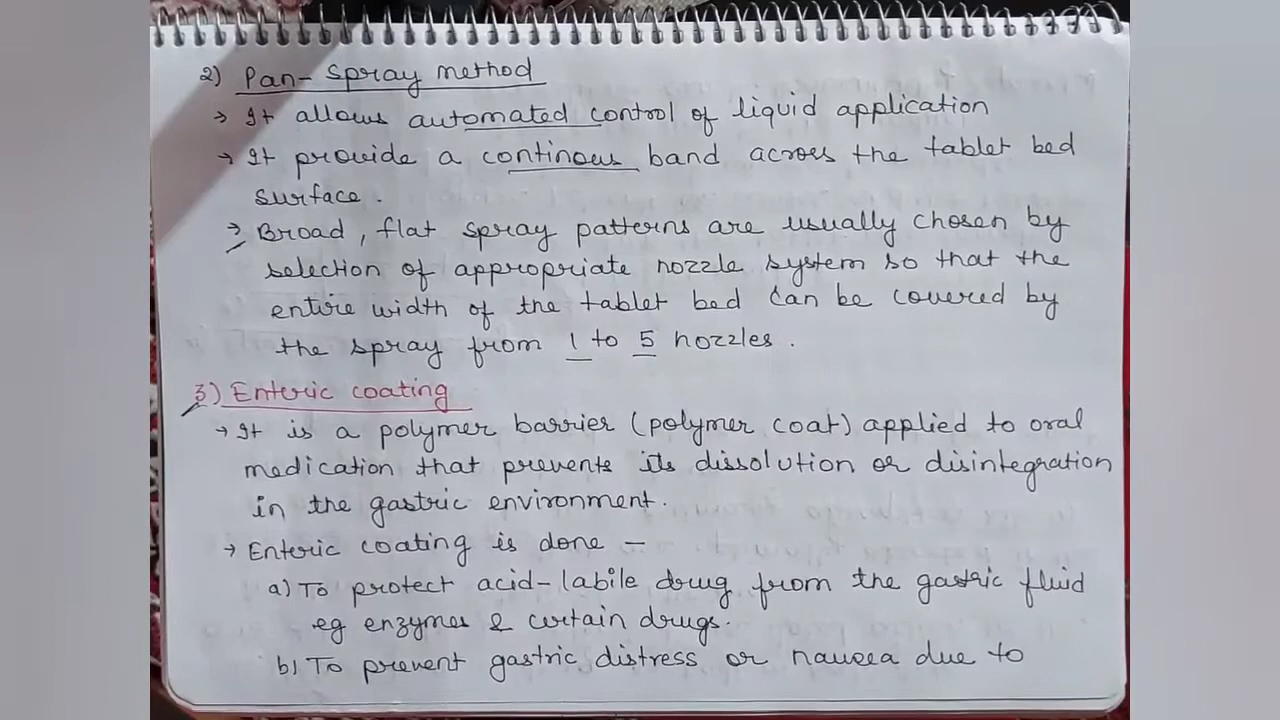 2) Pan-spray method
→ It allows automated control of liquid application
→ It provide a continous band across the tablet bed
surface.
→ Broad, flat spray patterns are usually chosen by
selection of appropriate nozzle system so that the
entire width of the tablet bed can be covered by
the spray from 1 to 5 nozzles.
3) Enteric coating
→ It is a polymer barrier (polymer coat) applied to oral
medication that prevents its dissolution or disintegration
in the gastric environment.
→ Enteric coating is done —
a) To protect acid-labile drug from the gastric fluid
eg enzymes & certain drugs.
b) To prevent gastric distress or nausea due to